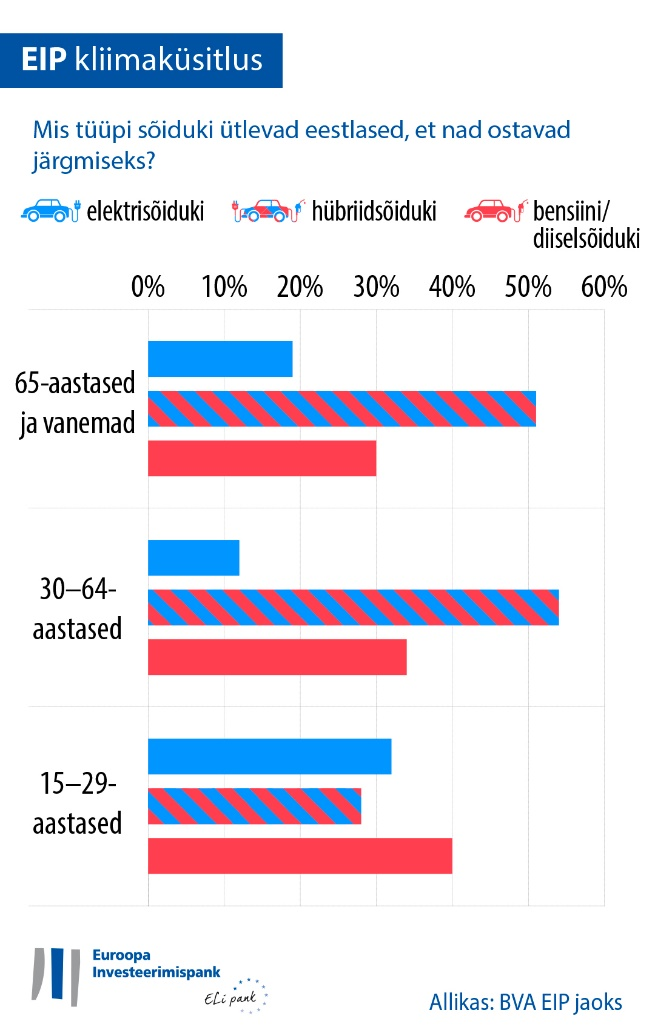 EIP kliimaküsitlus
Mis tüüpi sõiduki ütlevad eestlased, et nad ostavad
järgmiseks?
elektrisõiduki
hübriidsõiduki
bensiini/
diiselsõiduki
0% 10% 20% 30% 40% 50% 60%
65-aastased
ja vanemad
30–64-
aastased
15–29-
aastased
Euroopa
Investeerimispank
ELi pank
Allikas: BVA EIP jaoks